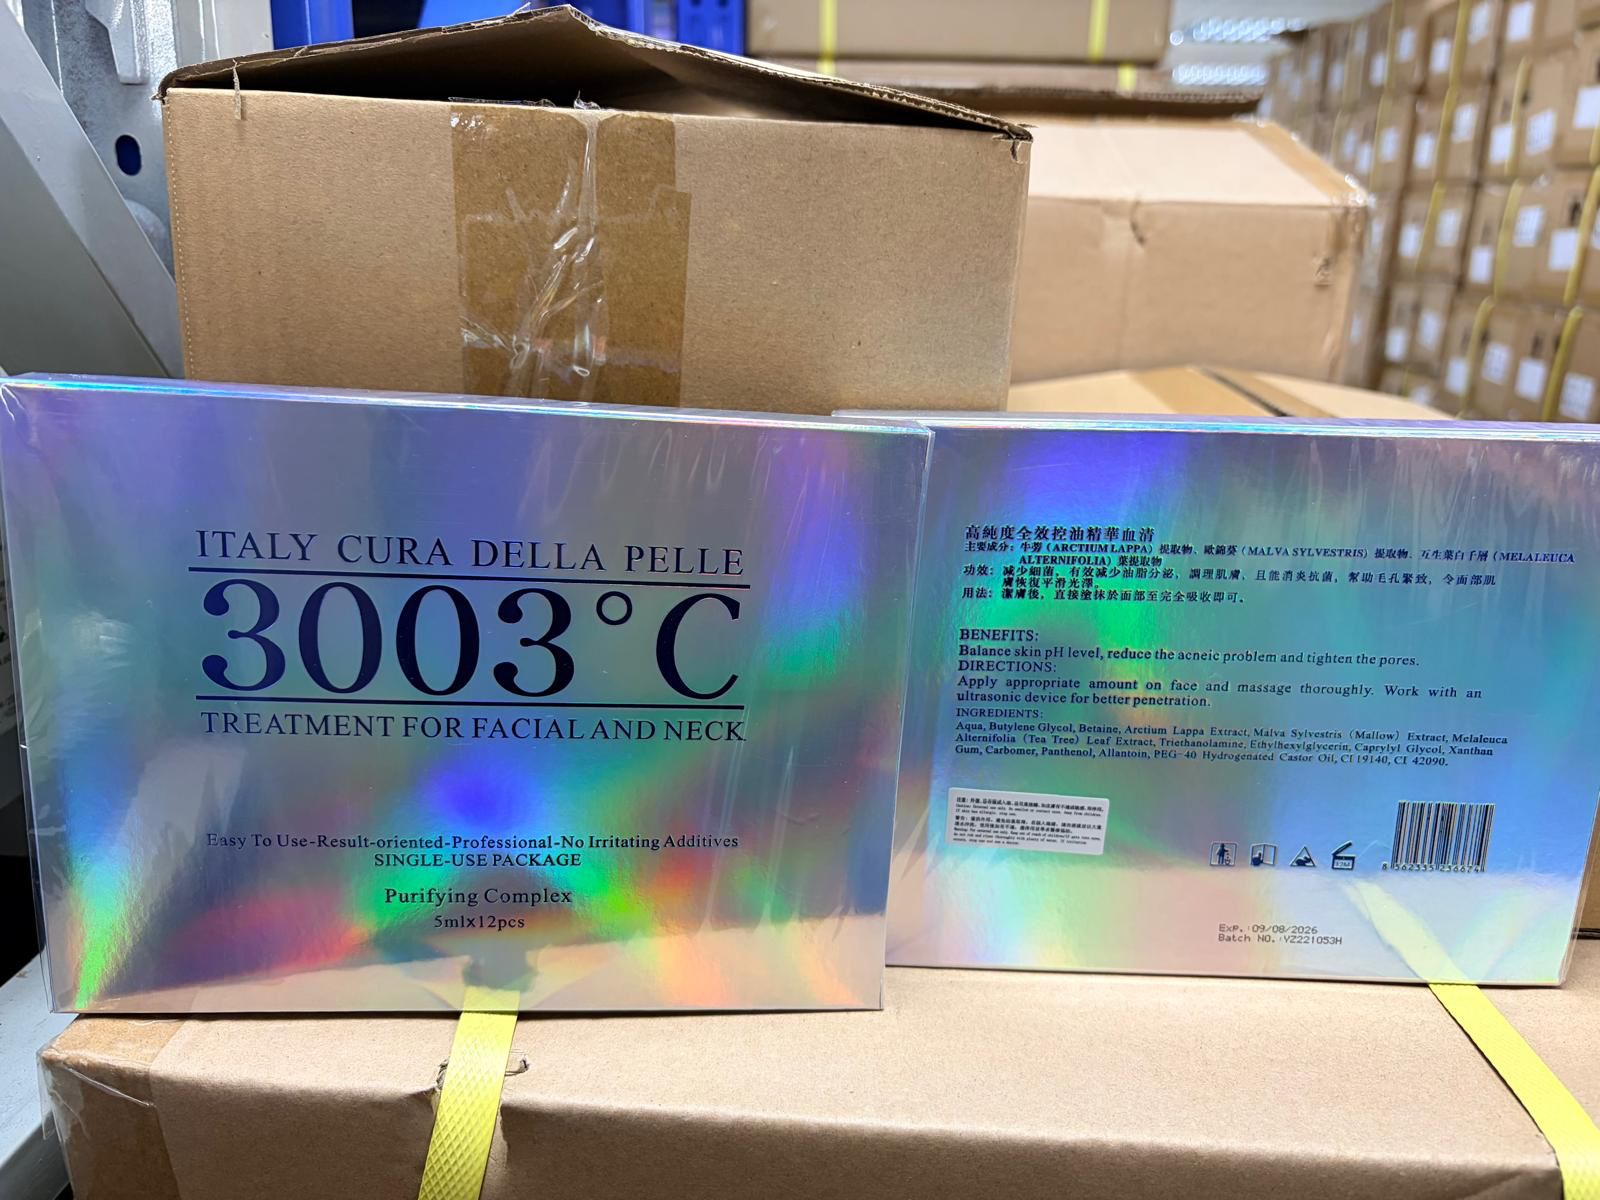 ITALY CURA DELLA PELLE
3003°C
TREATMENT FOR FACIAL AND NECK
Easy To Use-Result-oriented-Professional-No Irritating Additives
SINGLE-USE PACKAGE
Purifying Complex
5mlx12pcs
高純度全效控油精華血清
主要成分：牛蒡（ARCTIUM LAPPA）提取物、歐錦葵（MALVA SYLVESTRIS）提取物、互生葉白千層（MELALEUCA
ALTERNIFOLIA）葉提取物
功效：減少細菌，有效減少油脂分泌，調理肌膚，且能消炎抗菌，幫助毛孔緊致，令面部肌
膚恢復平滑光澤。
用法：潔膚後，直接塗抹於面部至完全吸收即可。
BENEFITS:
Balance skin pH level, reduce the acneic problem and tighten the pores.
DIRECTIONS:
Apply appropriate amount on face and massage thoroughly. Work with an
ultrasonic device for better penetration.
INGREDIENTS:
Aqua, Butylene Glycol, Betaine, Arctium Lappa Extract, Malva Sylvestris (Mallow) Extract, Melaleuca
Alternifolia (Tea Tree) Leaf Extract, Triethanolamine, Ethylhexylglycerin, Caprylyl Glycol, Xanthan
Gum, Carbomer, Panthenol, Allantoin, PEG-40 Hydrogenated Castor Oil, CI 19140, CI 42090.
12M
8 562335 236674
Exp.:09/08/2026
Batch NO.:YZ221053H